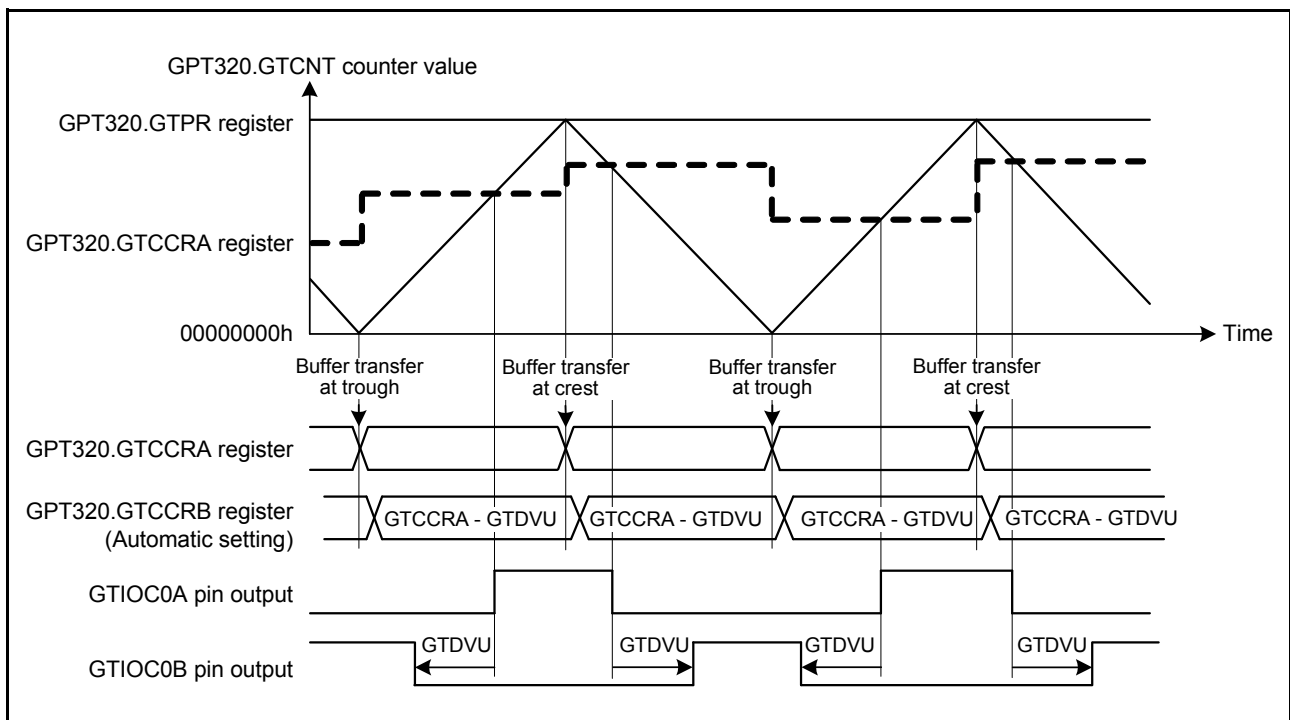 GPT320.GTCNT counter value
GPT320.GTPR register
GPT320.GTCCRA register
00000000h
Time
Buffer transfer
at trough
Buffer transfer
at crest
Buffer transfer
at trough
Buffer transfer
at crest
GPT320.GTCCRA register
GPT320.GTCCRB register
(Automatic setting)
GTCCRA - GTDVU
GTCCRA - GTDVU
GTCCRA - GTDVU
GTCCRA - GTDVU
GTIOC0A pin output
GTIOC0B pin output
GTDVU
GTDVU
GTDVU
GTDVU